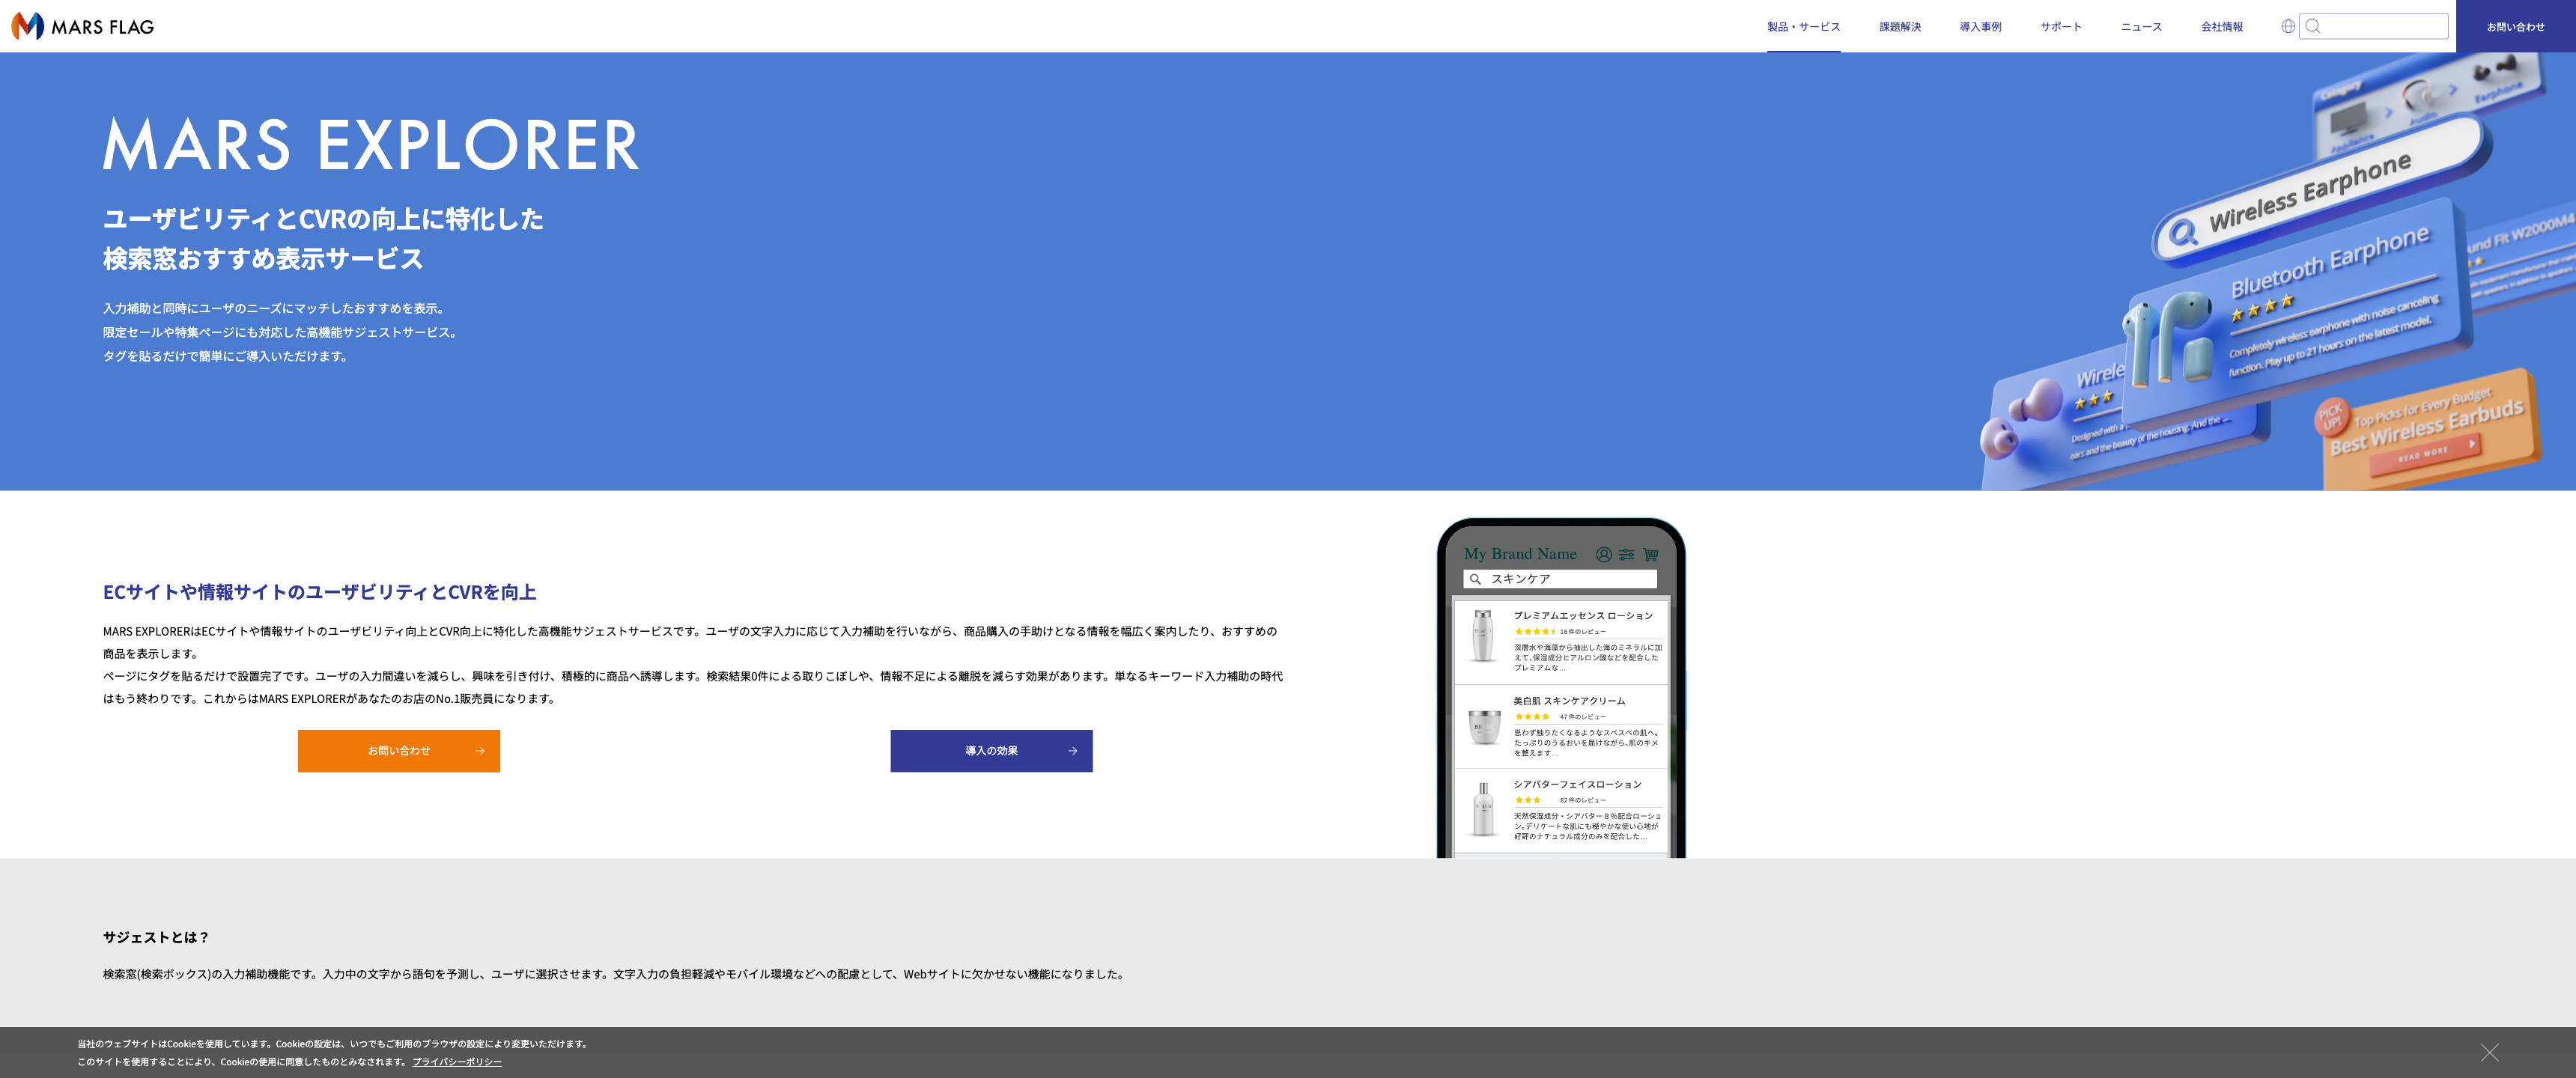 MARS FLAG
製品・サービス
課題解決
導入事例
サポート
ニュース
会社情報
お問い合わせ
MARS EXPLORER
ユーザビリティとCVRの向上に特化した
検索窓おすすめ表示サービス
入力補助と同時にユーザのニーズにマッチしたおすすめを表示。
限定セールや特集ページにも対応した高機能サジェストサービス。
タグを貼るだけで簡単にご導入いただけます。
Category
Appliance
Audio
Earphone
Wireless Earphone
Bluetooth Earphone
Completely wireless earphone with noise canceling
function. Play up to 21 hours on the latest model.
und Fit W2000M4
Wirele
Designed with a
ears and the beauty of the housing. And the ...
PICK
UP!
Top Picks for Every Budget
Best Wireless Earbuds
READ MORE
ECサイトや情報サイトのユーザビリティとCVRを向上
MARS EXPLORERはECサイトや情報サイトのユーザビリティ向上とCVR向上に特化した高機能サジェストサービスです。ユーザの文字入力に応じて入力補助を行いながら、商品購入の手助けとなる情報を幅広く案内したり、おすすめの
商品を表示します。
ページにタグを貼るだけで設置完了です。ユーザの入力間違いを減らし、興味を引き付け、積極的に商品へ誘導します。検索結果0件による取りこぼしや、情報不足による離脱を減らす効果があります。単なるキーワード入力補助の時代
はもう終わりです。これからはMARS EXPLORERがあなたのお店のNo.1販売員になります。
お問い合わせ
導入の効果
My Brand Name
スキンケア
プレミアムエッセンス ローション
16 件のレビュー
深層水や海藻から抽出した海のミネラルに加
えて、保湿成分ヒアルロン酸などを配合した
プレミアムな...
美白肌 スキンケアクリーム
47 件のレビュー
思わず触りたくなるようなスベスベの肌へ。
たっぷりのうるおいを届けながら、肌のキメ
を整えます...
シアバターフェイスローション
82 件のレビュー
天然保湿成分・シアバター８％配合ローショ
ン。デリケートな肌にも穏やかな使い心地が
好評のナチュラル成分のみを配合した...
サジェストとは？
検索窓(検索ボックス)の入力補助機能です。入力中の文字から語句を予測し、ユーザに選択させます。文字入力の負担軽減やモバイル環境などへの配慮として、Webサイトに欠かせない機能になりました。
当社のウェブサイトはCookieを使用しています。Cookieの設定は、いつでもご利用のブラウザの設定により変更いただけます。
このサイトを使用することにより、Cookieの使用に同意したものとみなされます。 プライバシーポリシー